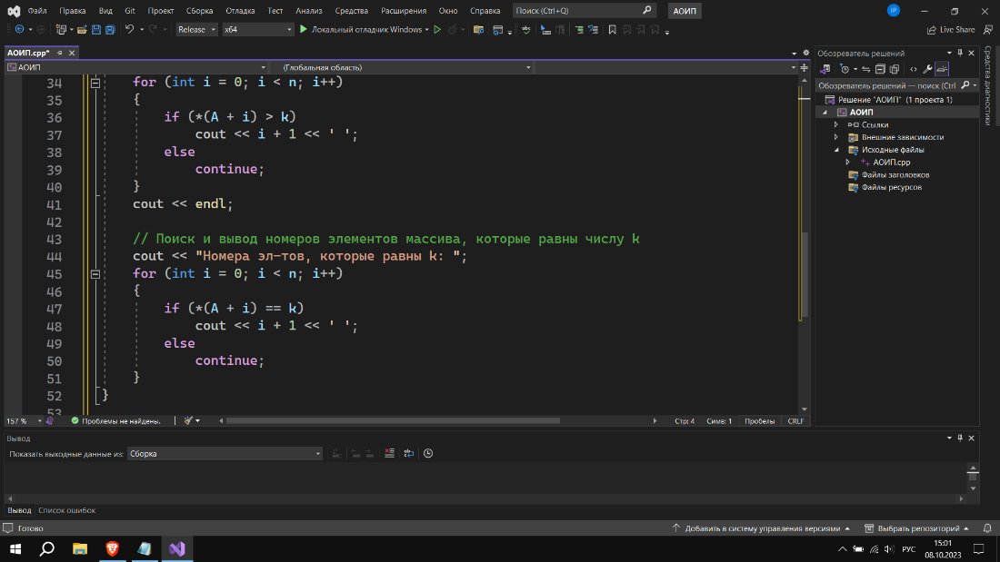 Файл Правка Вид Git Проект Сборка Отладка Тест Анализ Средства Расширения Окно Справка Поиск (Ctrl+Q) АОИП IP
Release x64 Локальный отладчик Windows Live Share
АОИП.cpp*
АОИП (Глобальная область)
34 for (int i = 0; i < n; i++)
35 {
36 if (*(A + i) > k)
37 cout << i + 1 << ' ';
38 else
39 continue;
40 }
41 cout << endl;
42
43 // Поиск и вывод номеров элементов массива, которые равны числу k
44 cout << "Номера эл-тов, которые равны k: ";
45 for (int i = 0; i < n; i++)
46 {
47 if (*(A + i) == k)
48 cout << i + 1 << ' ';
49 else
50 continue;
51 }
52 }
53
157 % Проблемы не найдены. Стр: 4 Симв: 1 Пробелы CRLF
Обозреватель решений
Обозреватель решений — поиск (Ctrl
Решение "АОИП" (1 проекта 1)
АОИП
Ссылки
Внешние зависимости
Исходные файлы
АОИП.cpp
Файлы заголовков
Файлы ресурсов
Средства диагностики
Вывод
Показать выходные данные из: Сборка
Вывод Список ошибок
Готово Добавить в систему управления версиями Выбрать репозиторий
РУС 15:01
08.10.2023